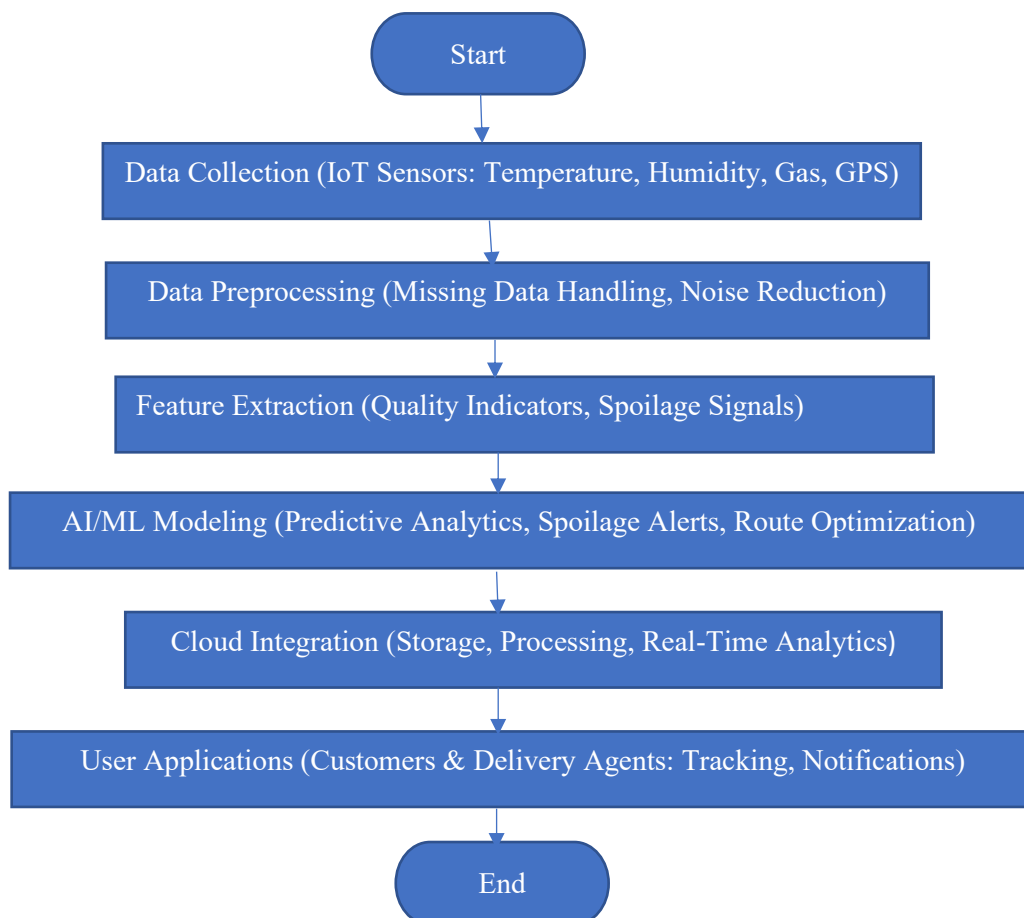 Start
Data Collection (IoT Sensors: Temperature, Humidity, Gas, GPS)
Data Preprocessing (Missing Data Handling, Noise Reduction)
Feature Extraction (Quality Indicators, Spoilage Signals)
AI/ML Modeling (Predictive Analytics, Spoilage Alerts, Route Optimization)
Cloud Integration (Storage, Processing, Real-Time Analytics)
User Applications (Customers & Delivery Agents: Tracking, Notifications)
End